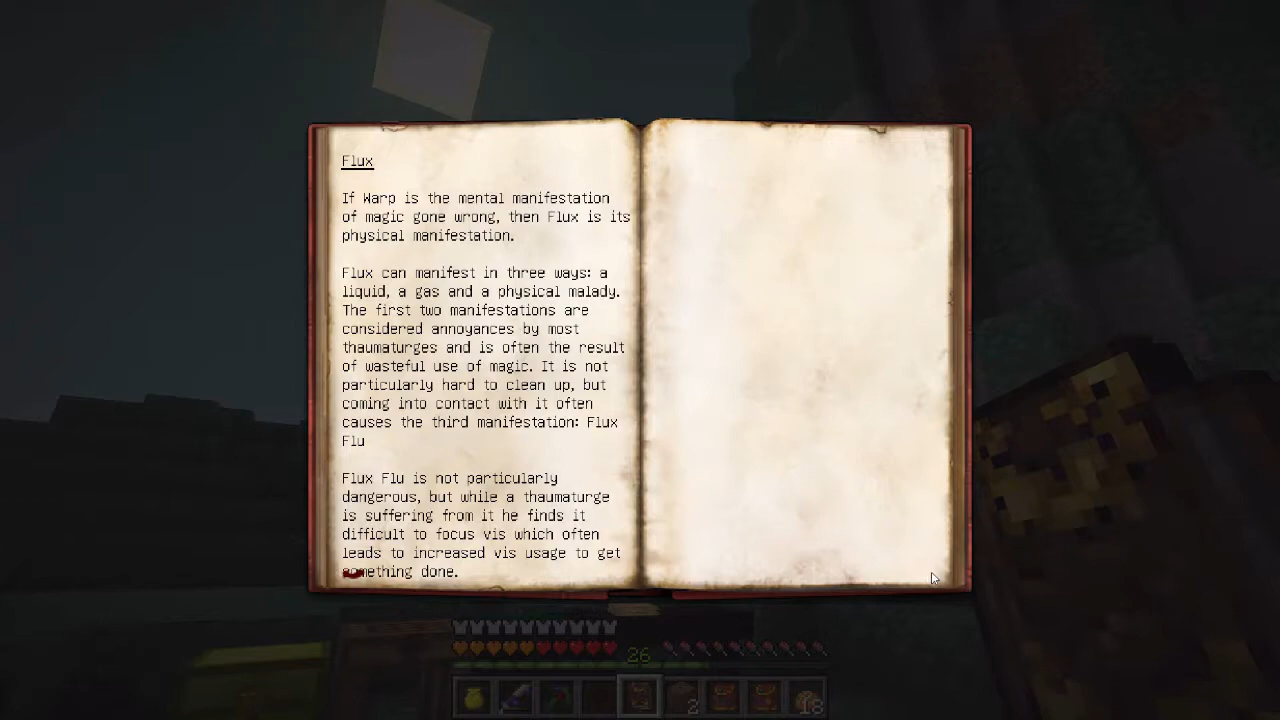 Flux
If Warp is the mental manifestation
of magic gone wrong, then Flux is its
physical manifestation.
Flux can manifest in three ways: a
liquid, a gas and a physical malady.
The first two manifestations are
considered annoyances by most
thaumaturges and is often the result
of wasteful use of magic. It is not
particularly hard to clean up, but
coming into contact with it often
causes the third manifestation: Flux
Flu
Flux Flu is not particularly
dangerous, but while a thaumaturge
is suffering from it he finds it
difficult to focus vis which often
leads to increased vis usage to get
something done.
26
2
18